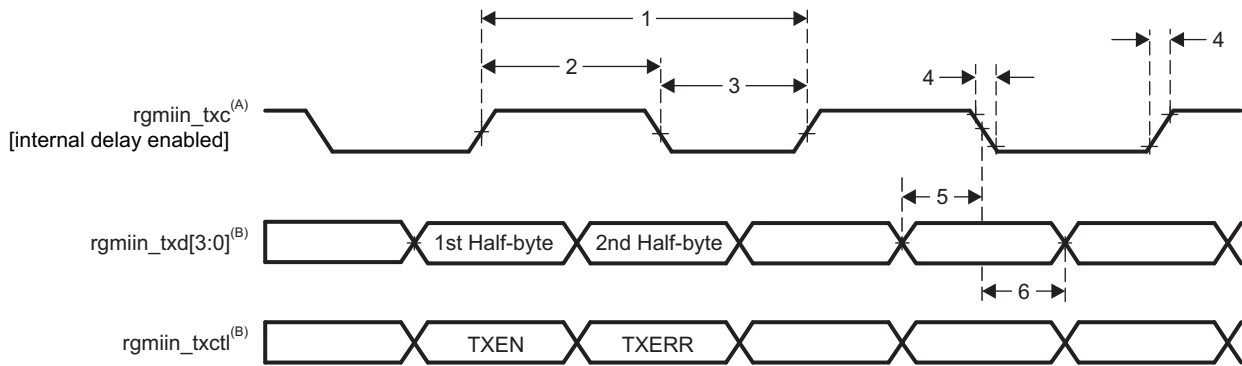 1
4
2
4
3
rgmiin_txc(A)
[internal delay enabled]
5
rgmiin_txd[3:0](B)
1st Half-byte 2nd Half-byte
6
rgmiin_txctl(B)
TXEN TXERR